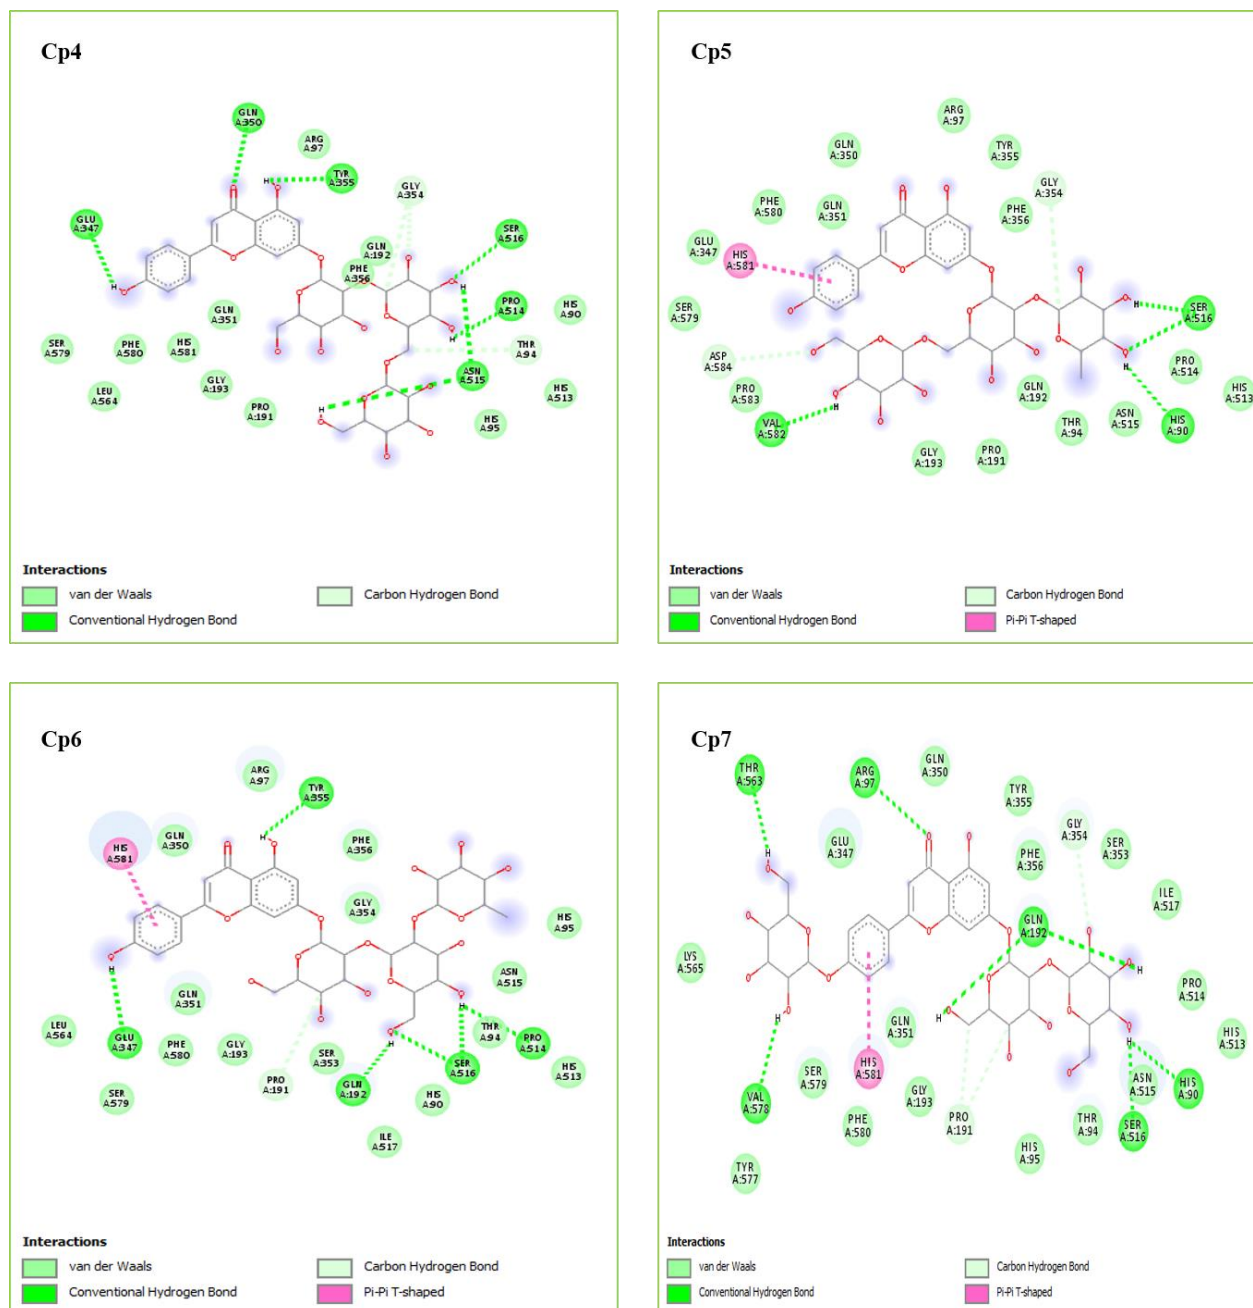 Cp4
GLN
A:350
ARG
A:97
TYR
A:355
GLY
A:354
GLU
A:347
SER
A:516
GLN
A:192
PHE
A:356
PRO
A:514
HIS
A:90
GLN
A:351
SER
A:579
PHE
A:580
HIS
A:581
THR
A:94
ASN
A:515
LEU
A:564
GLY
A:193
PRO
A:191
HIS
A:513
HIS
A:95
Interactions
van der Waals
Conventional Hydrogen Bond
Carbon Hydrogen Bond
Cp5
ARG
A:97
GLN
A:350
TYR
A:355
GLY
A:354
PHE
A:580
GLN
A:351
PHE
A:356
GLU
A:347
HIS
A:581
SER
A:579
SER
A:516
ASP
A:584
PRO
A:514
PRO
A:583
GLN
A:192
HIS
A:513
VAL
A:582
THR
A:94
ASN
A:515
HIS
A:90
GLY
A:193
PRO
A:191
Interactions
van der Waals
Conventional Hydrogen Bond
Carbon Hydrogen Bond
Pi-Pi T-shaped
Cp6
ARG
A:97
TYR
A:355
HIS
A:581
GLN
A:350
PHE
A:356
GLY
A:354
HIS
A:95
GLN
A:351
ASN
A:515
LEU
A:564
GLU
A:347
PHE
A:580
GLY
A:193
SER
A:353
THR
A:94
PRO
A:514
SER
A:579
PRO
A:191
GLN
A:192
SER
A:516
HIS
A:513
HIS
A:90
ILE
A:517
Interactions
van der Waals
Conventional Hydrogen Bond
Carbon Hydrogen Bond
Pi-Pi T-shaped
Cp7
THR
A:563
ARG
A:97
GLN
A:350
TYR
A:355
GLY
A:354
GLU
A:347
PHE
A:356
SER
A:353
ILE
A:517
GLN
A:192
LYS
A:565
PRO
A:514
GLN
A:351
HIS
A:513
SER
A:579
HIS
A:581
VAL
A:578
GLY
A:193
ASN
A:515
HIS
A:90
PHE
A:580
PRO
A:191
THR
A:94
SER
A:516
HIS
A:95
TYR
A:577
Interactions
van der Waals
Conventional Hydrogen Bond
Carbon Hydrogen Bond
Pi-Pi T-shaped